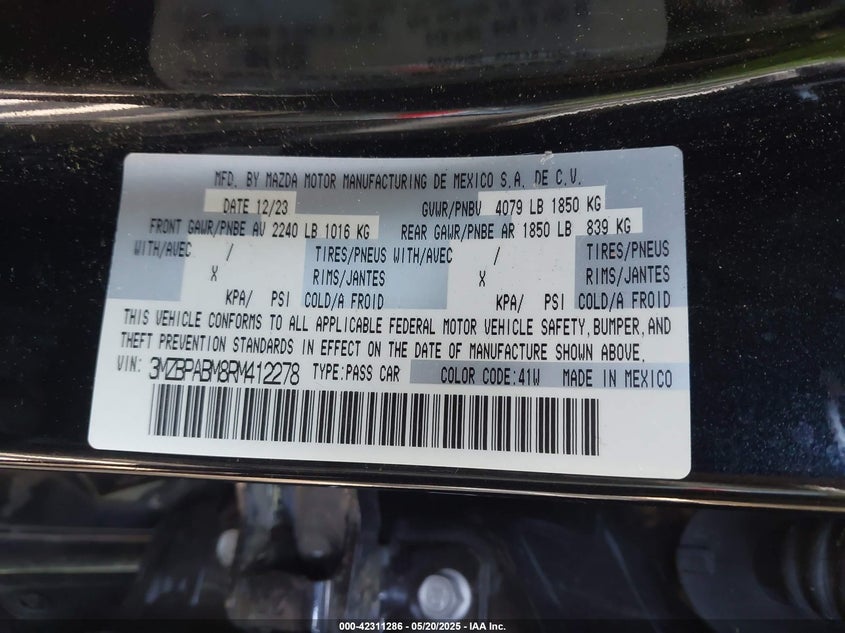 MFD. BY MAZDA MOTOR MANUFACTURING DE MEXICO S.A. DE C.V.
DATE 12/23 GVWR/PNBV 4079 LB 1850 KG
FRONT GAWR/PNBE AV 2240 LB 1016 KG REAR GAWR/PNBE AR 1850 LB 839 KG
WITH/AVEC / TIRES/PNEUS WITH/AVEC / TIRES/PNEUS
X RIMS/JANTES X RIMS/JANTES
KPA/ PSI COLD/A FROID KPA/ PSI COLD/A FROID
THIS VEHICLE CONFORMS TO ALL APPLICABLE FEDERAL MOTOR VEHICLE SAFETY, BUMPER, AND
THEFT PREVENTION STANDARDS IN EFFECT ON THE DATE OF MANUFACTURE SHOWN ABOVE.
VIN: 3MZBPABM8RM412278 TYPE:PASS CAR COLOR CODE:41W MADE IN MEXICO
000-42311286 - 05/20/2025 - IAA Inc.